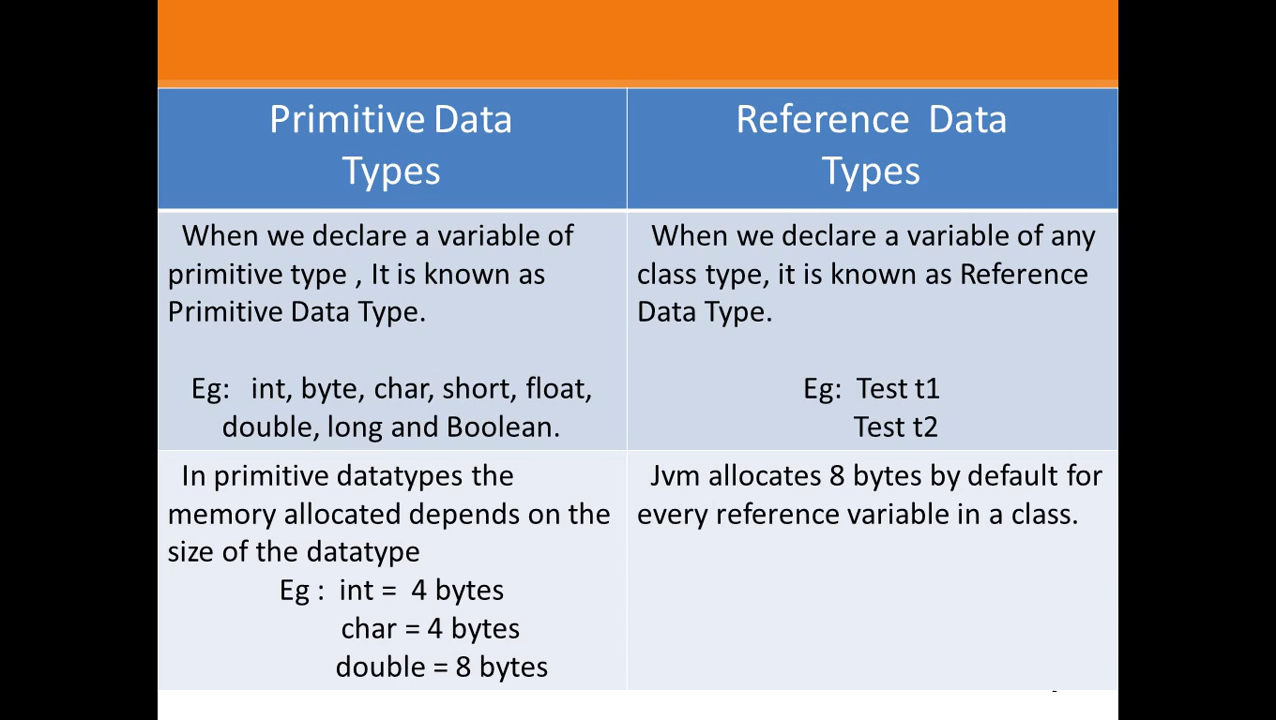 Primitive Data
Types
Reference Data
Types
When we declare a variable of
primitive type , It is known as
Primitive Data Type.
Eg: int, byte, char, short, float,
double, long and Boolean.
When we declare a variable of any
class type, it is known as Reference
Data Type.
Eg: Test t1
Test t2
In primitive datatypes the
memory allocated depends on the
size of the datatype
Eg : int = 4 bytes
char = 4 bytes
double = 8 bytes
Jvm allocates 8 bytes by default for
every reference variable in a class.